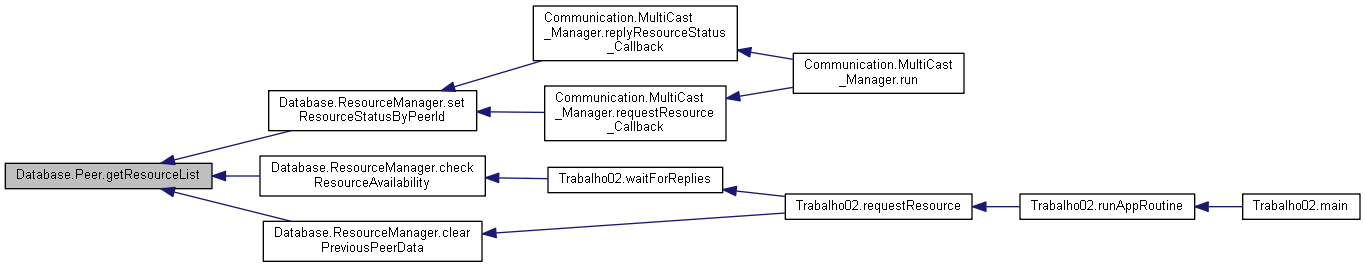 Communication.MultiCast
_Manager.replyResourceStatus
_Callback
Communication.MultiCast
_Manager.run
Database.ResourceManager.set
ResourceStatusByPeerId
Communication.MultiCast
_Manager.requestResource
_Callback
Database.Peer.getResourceList
Database.ResourceManager.check
ResourceAvailability
Trabalho02.waitForReplies
Trabalho02.requestResource
Trabalho02.runAppRoutine
Trabalho02.main
Database.ResourceManager.clear
PreviousPeerData